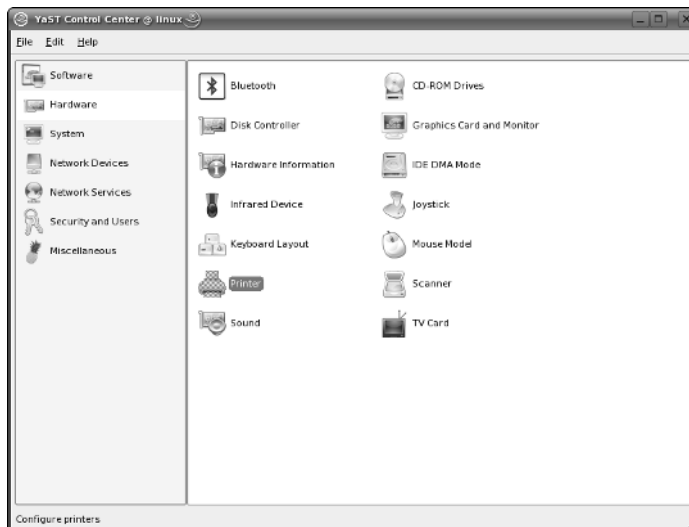 YaST Control Center @ linux
File Edit Help
Software
Hardware
System
Network Devices
Network Services
Security and Users
Miscellaneous
Bluetooth
CD-ROM Drives
Disk Controller
Graphics Card and Monitor
Hardware Information
IDE DMA Mode
Infrared Device
Joystick
Keyboard Layout
Mouse Model
Printer
Scanner
Sound
TV Card
Configure printers